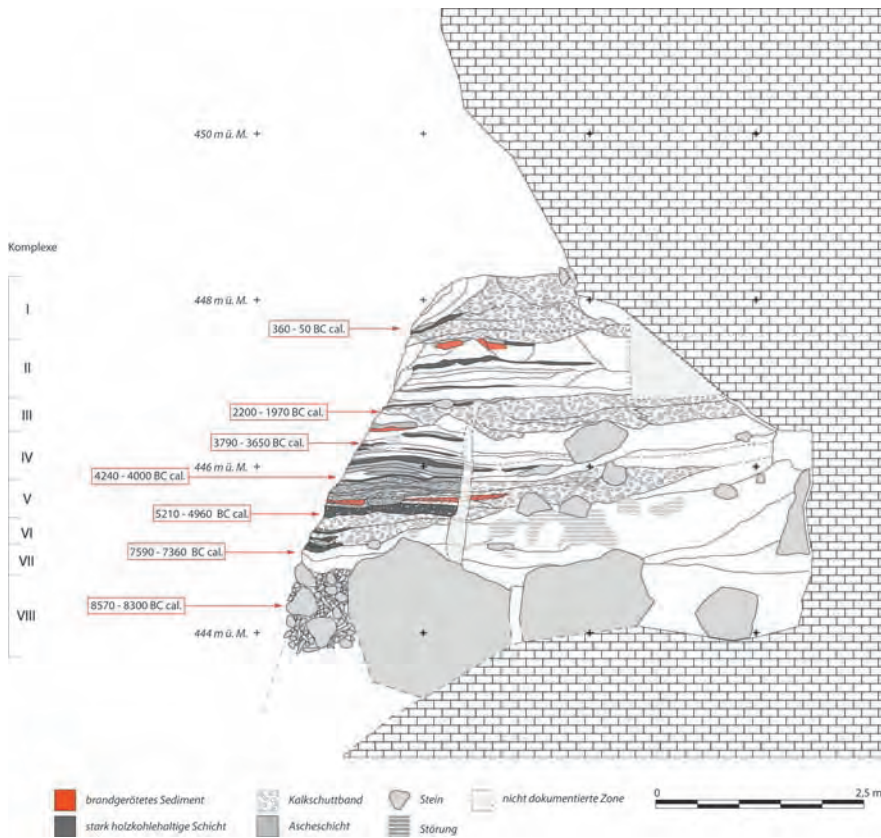 450 m ü. M.
Komplexe
I
448 m ü. M.
360 - 50 BC cal.
II
2200 - 1970 BC cal.
III
3790 - 3650 BC cal.
IV
446 m ü. M.
4240 - 4000 BC cal.
V
5210 - 4960 BC cal.
VI
7590 - 7360 BC cal.
VII
8570 - 8300 BC cal.
VIII
444 m ü. M.
brandgerötetes Sediment
Kalkschuttband
Stein
nicht dokumentierte Zone
0
2,5 m
stark holzkohlehaltige Schicht
Ascheschicht
Störung